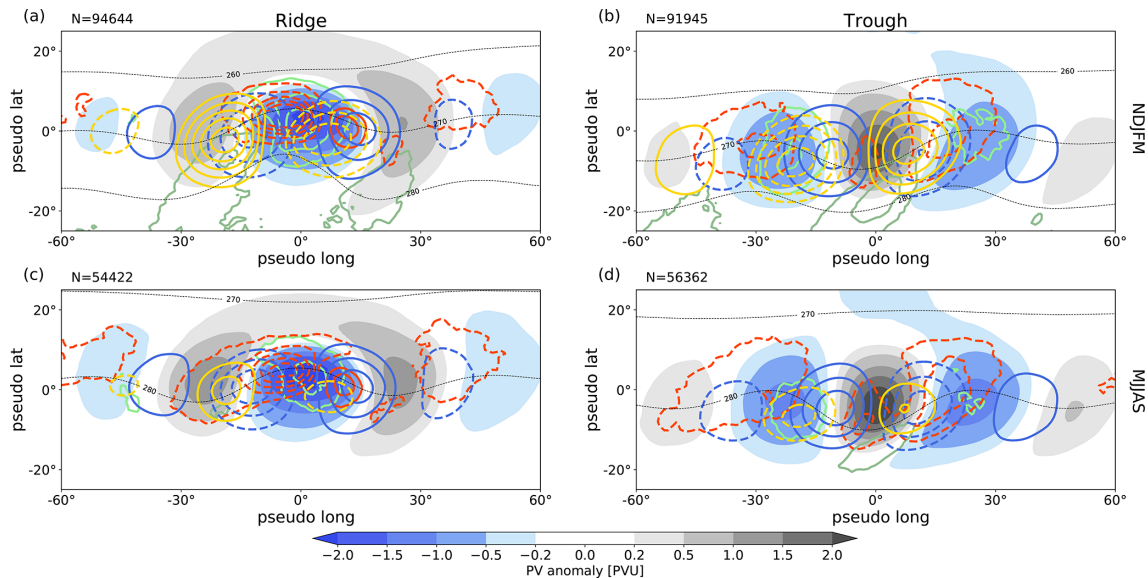 (a) N=94644 Ridge
20°
0°
-20°
pseudo lat
260
270
280
-60° -30° 0° 30° 60°
pseudo long
(b) N=91945 Trough
20°
0°
-20°
pseudo lat
260
270
280
-60° -30° 0° 30° 60°
pseudo long
NDJFM
(c) N=54422
20°
0°
-20°
pseudo lat
270
280
-60° -30° 0° 30° 60°
pseudo long
(d) N=56362
20°
0°
-20°
pseudo lat
270
280
-60° -30° 0° 30° 60°
pseudo long
MJJAS
−2.0 −1.5 −1.0 −0.5 −0.2 0.0 0.2 0.5 1.0 1.5 2.0
PV anomaly [PVU]